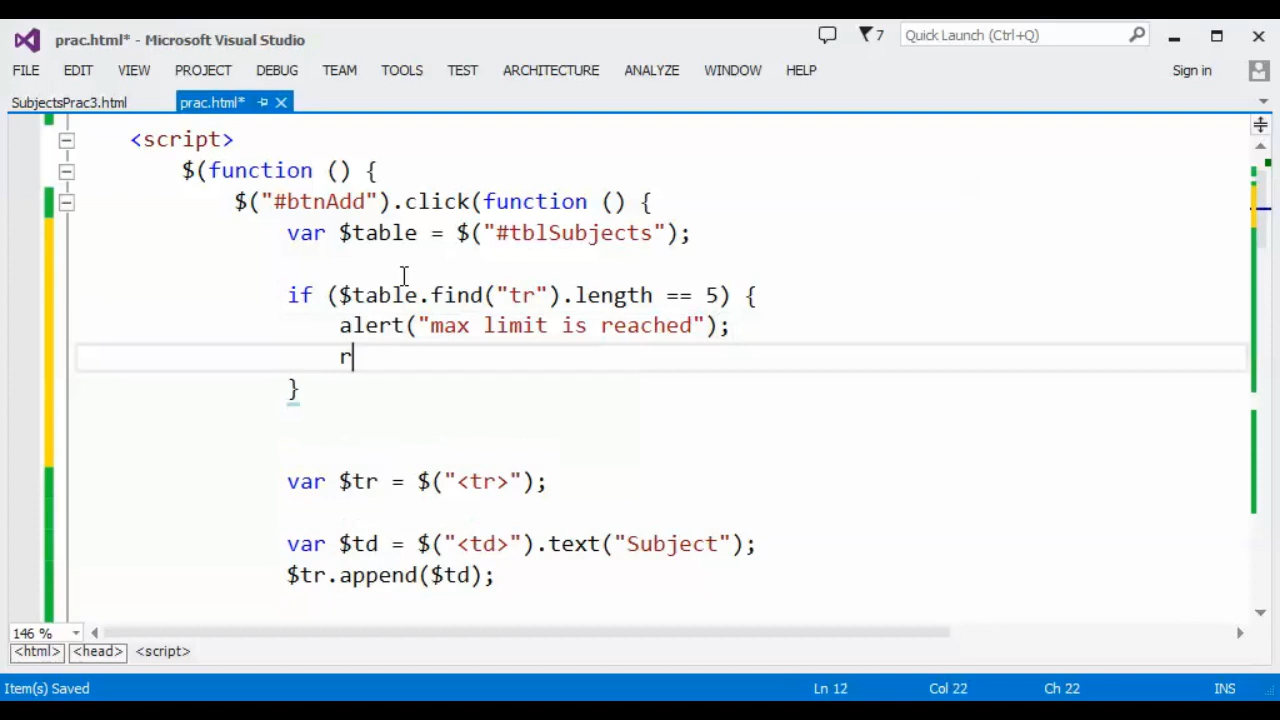 prac.html* - Microsoft Visual Studio
7
Quick Launch (Ctrl+Q)
FILE EDIT VIEW PROJECT DEBUG TEAM TOOLS TEST ARCHITECTURE ANALYZE WINDOW HELP Sign in
SubjectsPrac3.html prac.html*
<script>
$(function () {
$("#btnAdd").click(function () {
var $table = $("#tblSubjects");
if ($table.find("tr").length == 5) {
alert("max limit is reached");
r
}
var $tr = $("<tr>");
var $td = $("<td>").text("Subject");
$tr.append($td);
146 %
<html> <head> <script>
Item(s) Saved Ln 12 Col 22 Ch 22 INS